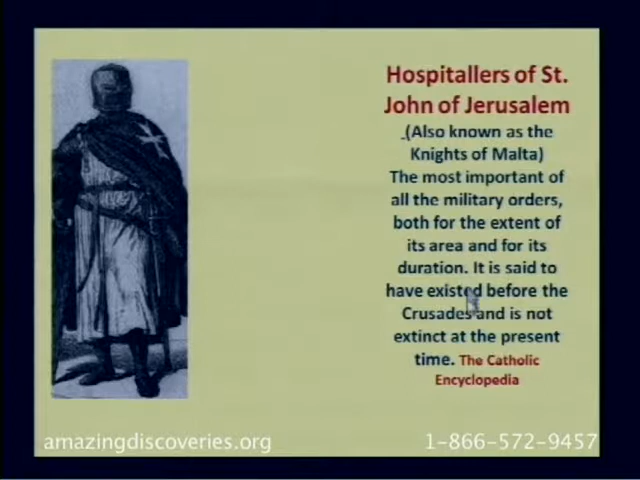 Hospitallers of St.
John of Jerusalem
(Also known as the
Knights of Malta)
The most important of
all the military orders,
both for the extent of
its area and for its
duration. It is said to
have existed before the
Crusades and is not
extinct at the present
time. The Catholic
Encyclopedia
amazingdiscoveries.org
1-866-572-9457